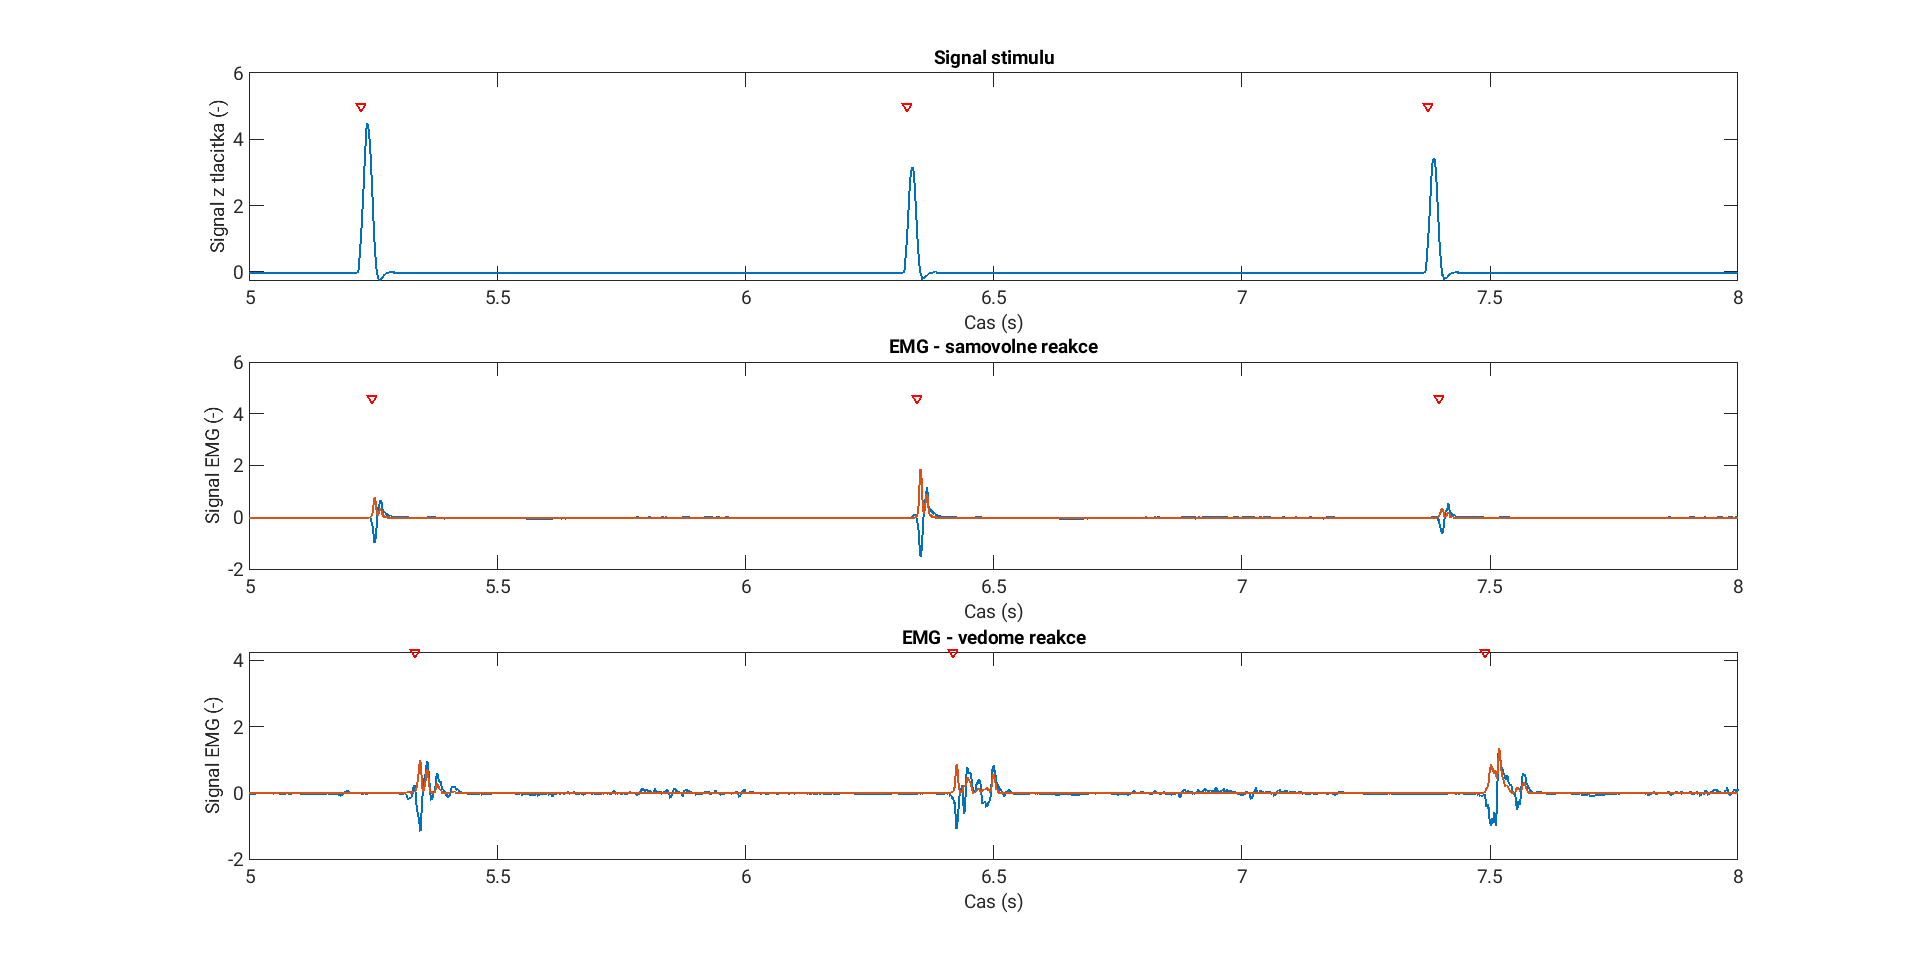 Signal stimulu
Signal z tlacitka (-)
6
4
2
0
5 5.5 6 6.5 7 7.5 8
Cas (s)
EMG - samovolne reakce
Signal EMG (-)
6
4
2
0
-2
5 5.5 6 6.5 7 7.5 8
Cas (s)
EMG - vedome reakce
Signal EMG (-)
4
2
0
-2
5 5.5 6 6.5 7 7.5 8
Cas (s)